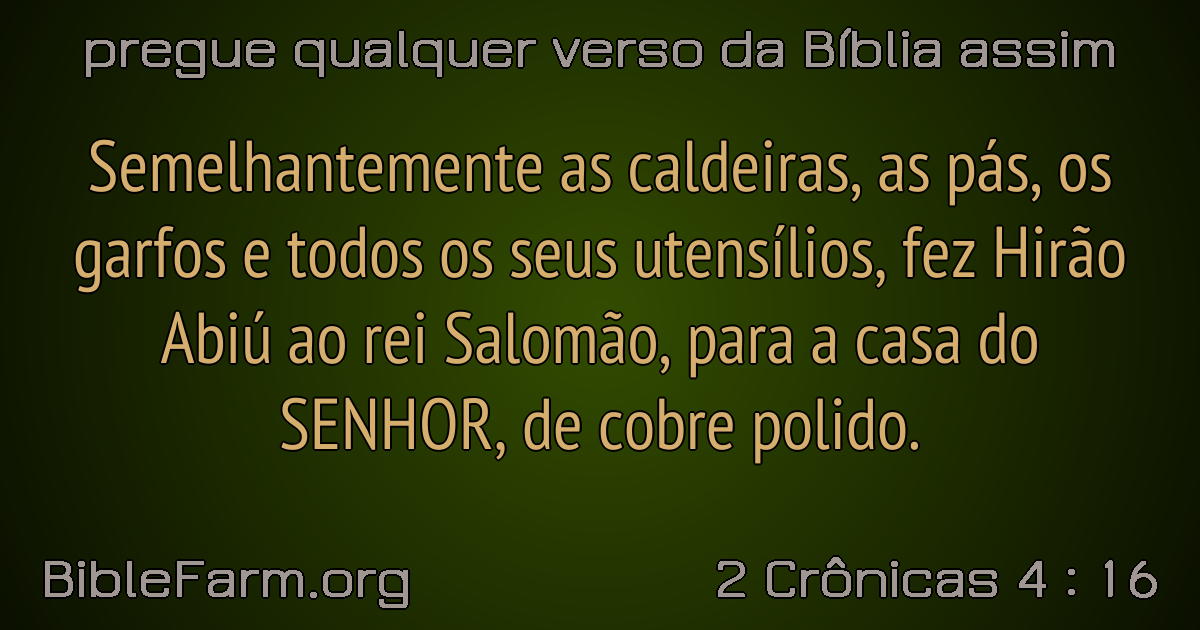 pregue qualquer verso da Bíblia assim
Semelhantemente as caldeiras, as pás, os
garfos e todos os seus utensílios, fez Hirão
Abiú ao rei Salomão, para a casa do
SENHOR, de cobre polido.
BibleFarm.org
2 Crônicas 4 : 16